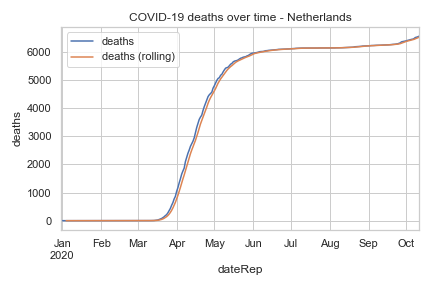 COVID-19 deaths over time - Netherlands
deaths
deaths (rolling)
6000
5000
4000
3000
2000
1000
0
deaths
Jan Feb Mar Apr May Jun Jul Aug Sep Oct
2020
dateRep